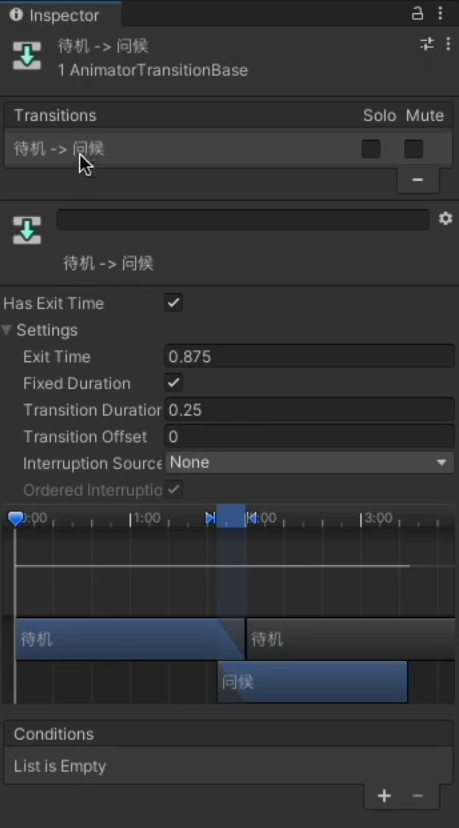 Inspector
待机 -> 问候
1 AnimatorTransitionBase
Transitions Solo Mute
待机 -> 问候
待机 -> 问候
Has Exit Time
Settings
Exit Time 0.875
Fixed Duration
Transition Duration 0.25
Transition Offset 0
Interruption Source None
Ordered Interruptio
0:00 1:00 2:00 3:00
待机 待机
问候
Conditions
List is Empty